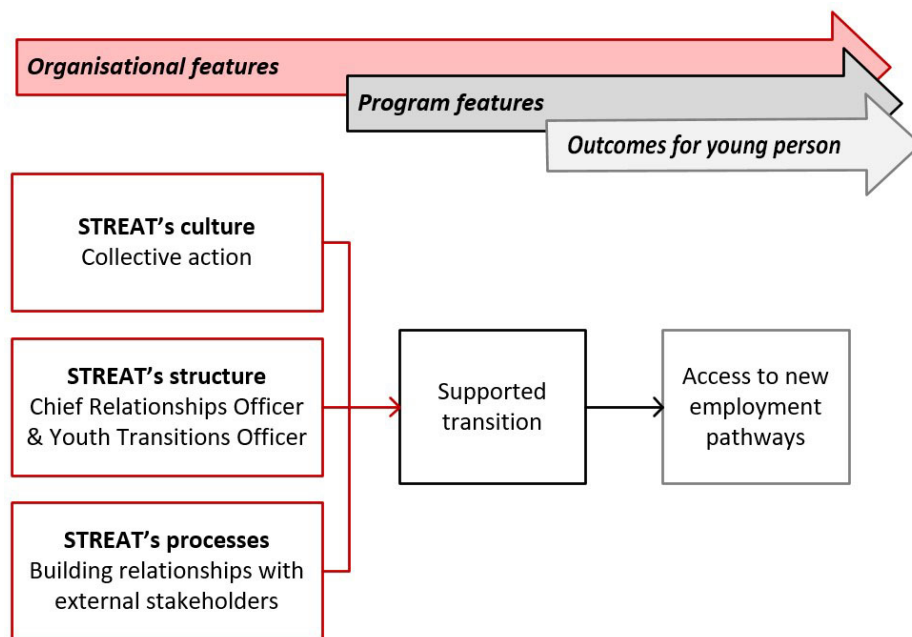 Organisational features
Program features
Outcomes for young person
STREAT's culture
Collective action
STREAT's structure
Chief Relationships Officer
& Youth Transitions Officer
STREAT's processes
Building relationships with
external stakeholders
Supported
transition
Access to new
employment
pathways